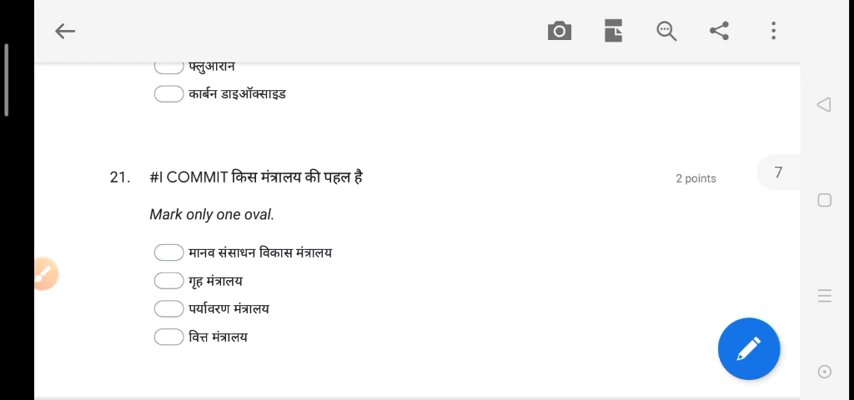 फ्लुओरीन
कार्बन डाइऑक्साइड
21. #I COMMIT किस मंत्रालय की पहल है 2 points
7
Mark only one oval.
मानव संसाधन विकास मंत्रालय
गृह मंत्रालय
पर्यावरण मंत्रालय
वित्त मंत्रालय